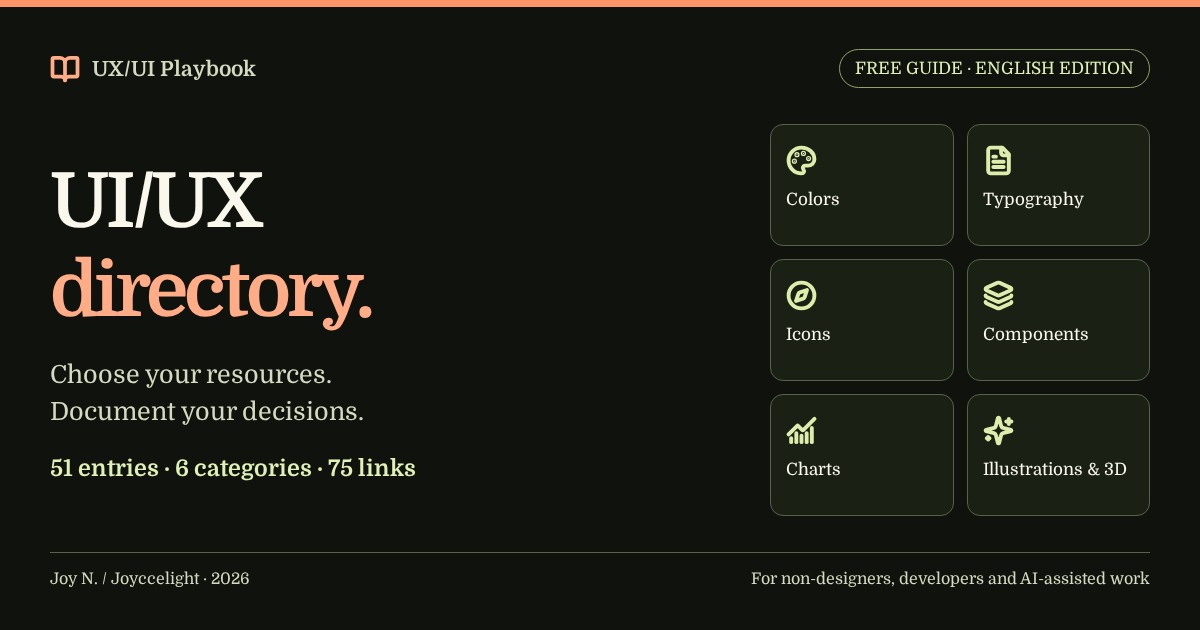 UX/UI Playbook
FREE GUIDE · ENGLISH EDITION
UI/UX
directory.
Choose your resources.
Document your decisions.
51 entries · 6 categories · 75 links
Colors
Typography
Icons
Components
Charts
Illustrations & 3D
Joy N. / Joyccelight · 2026
For non-designers, developers and AI-assisted work